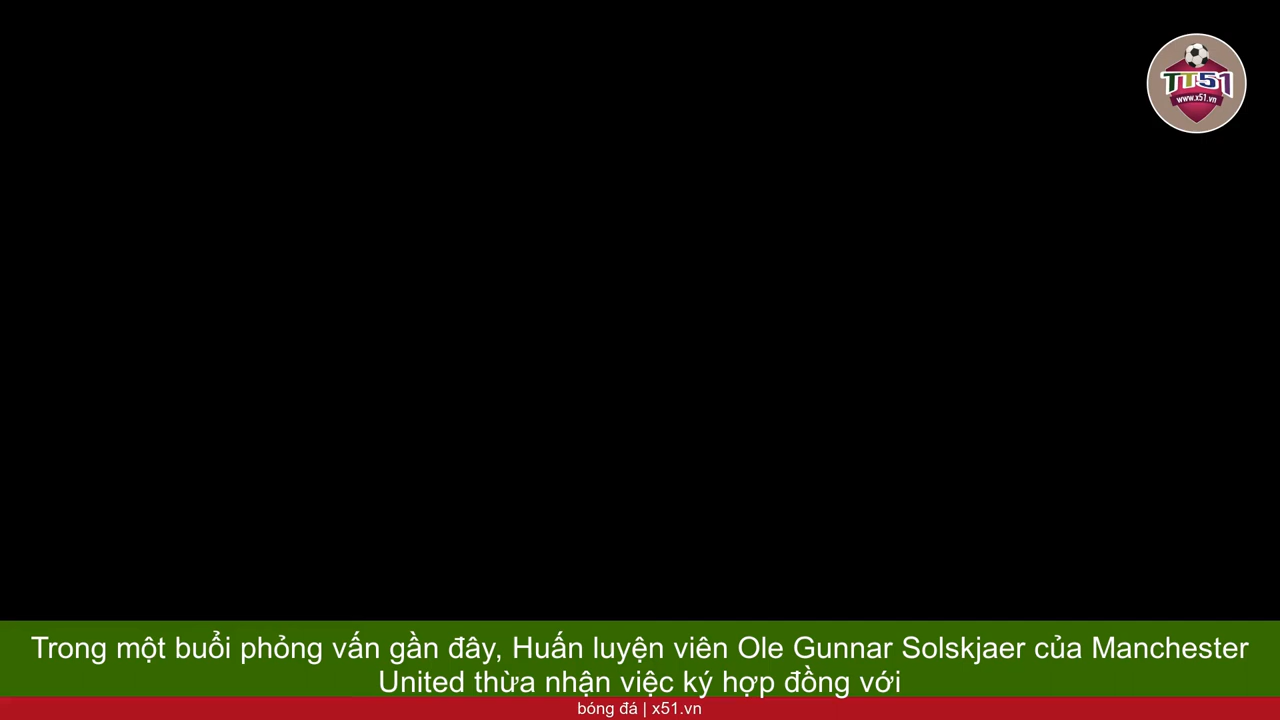 TT51
www.x51.vn
Trong một buổi phỏng vấn gần đây, Huấn luyện viên Ole Gunnar Solskjaer của Manchester
United thừa nhận việc ký hợp đồng với
bóng đá | x51.vn